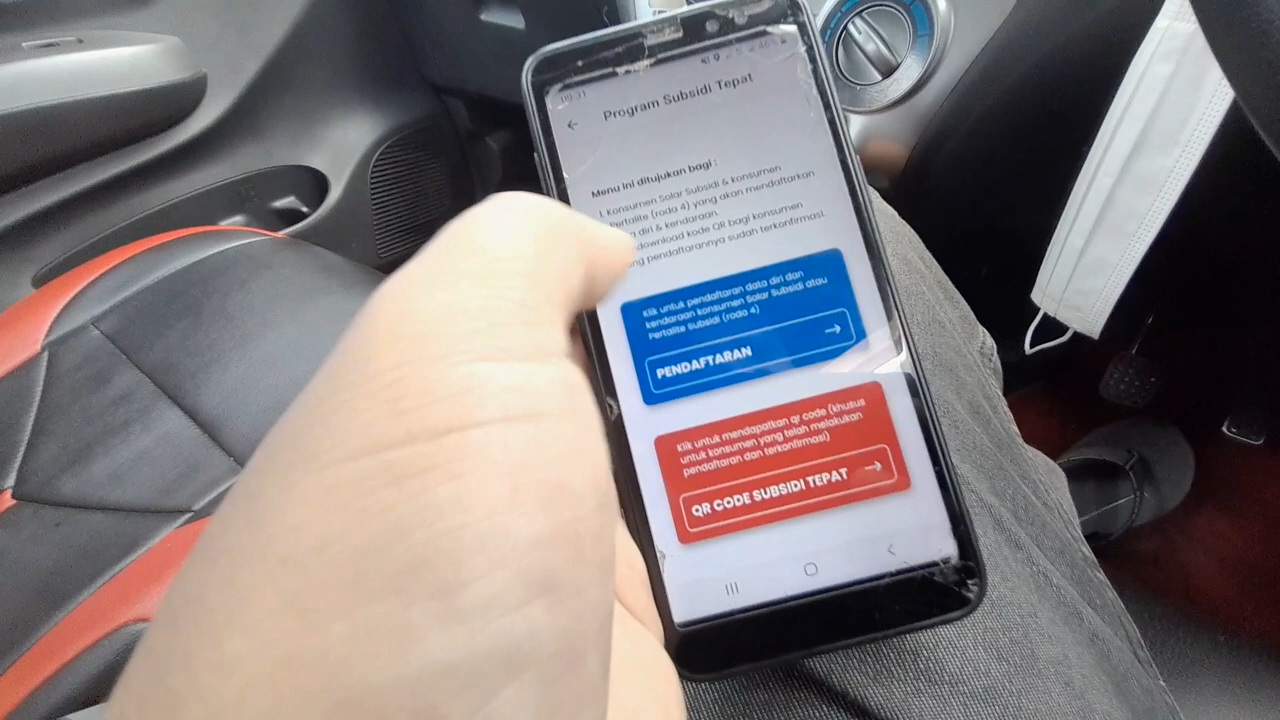 09.31
46%
Program Subsidi Tepat
Menu ini ditujukan bagi :
1. Konsumen Solar Subsidi & konsumen
Pertalite (roda 4) yang akan mendaftarkan
diri & kendaraan.
download kode QR bagi konsumen
pendaftarannya sudah terkonfirmasi.
Klik untuk pendaftaran data diri dan
kendaraan konsumen Solar Subsidi atau
Pertalite subsidi (roda 4)
PENDAFTARAN
Klik untuk mendapatkan qr code (khusus
untuk konsumen yang telah melakukan
pendaftaran dan terkonfirmasi)
QR CODE SUBSIDI TEPAT